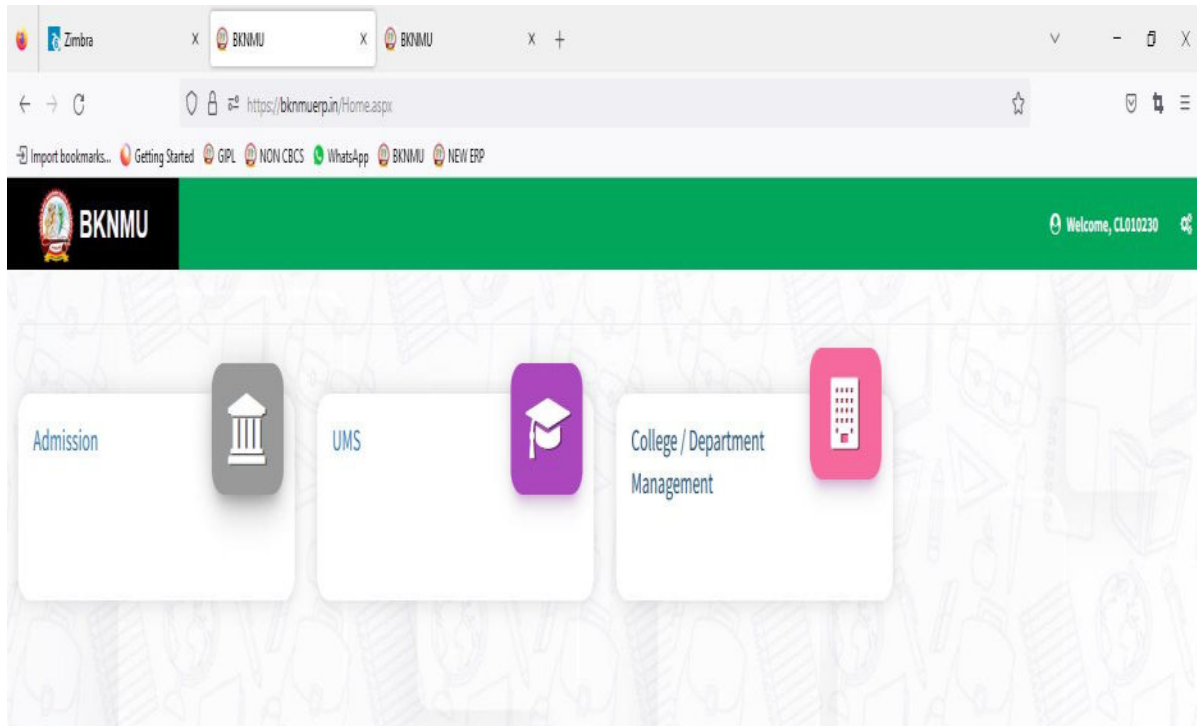 Zimbra X BKNMU X BKNMU X +
https://bknmuerp.in/Home.aspx
Import bookmarks... Getting Started GIPL NON CBCS WhatsApp BKNMU NEW ERP
BKNMU Welcome, CL010230
Admission UMS College / Department
Management